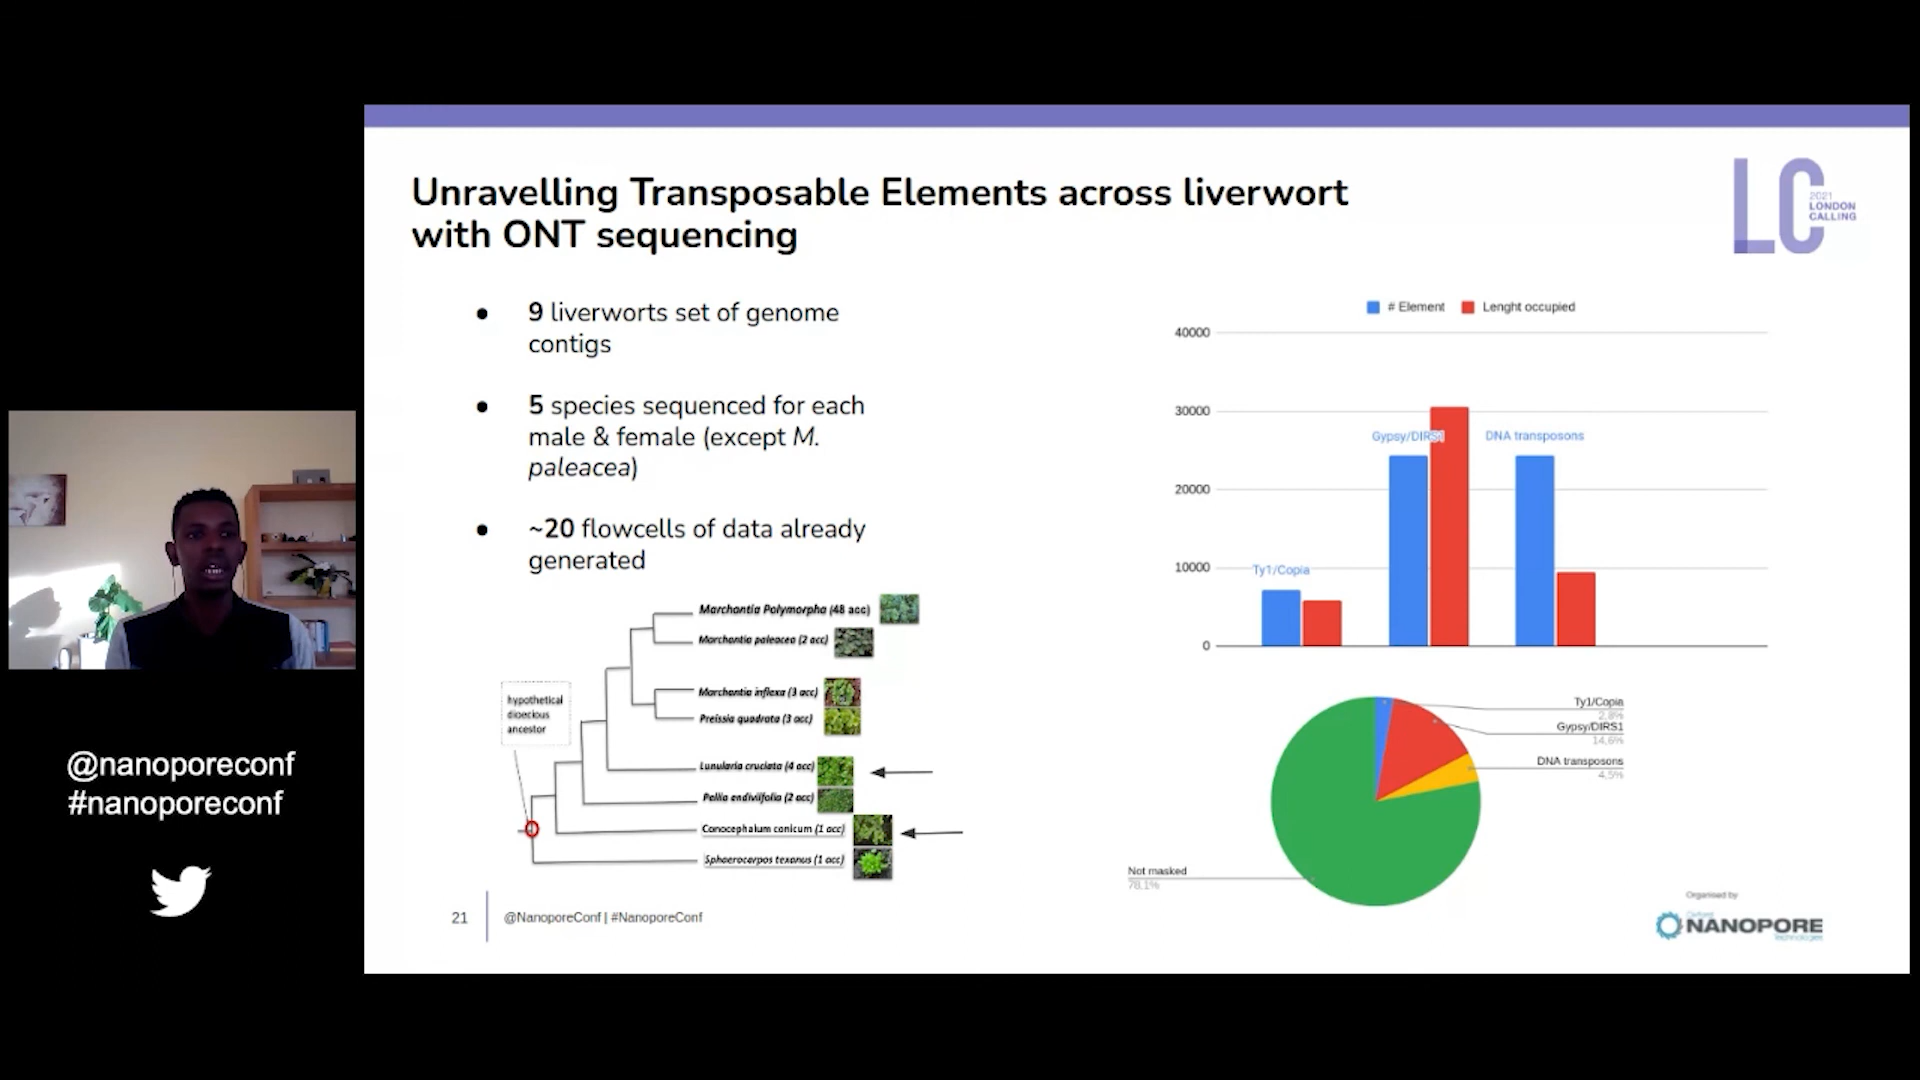 Unravelling Transposable Elements across liverwort
with ONT sequencing
2021
LONDON
CALLING
LC
● 9 liverworts set of genome
contigs
● 5 species sequenced for each
male & female (except M.
paleacea)
● ~20 flowcells of data already
generated
Marchantia Polymorpha (48 acc)
Marchantia paleacea (2 acc)
Marchantia inflexa (3 acc)
Preissia quadrata (3 acc)
Lunularia cruciata (4 acc)
Pellia endiviifolia (2 acc)
Conocephalum conicum (1 acc)
Sphaerocarpos texanus (1 acc)
hypothetical
dioecious
ancestor
# Element
Lenght occupied
40000
30000
20000
10000
0
Ty1/Copia
Gypsy/DIRS1
DNA transposons
Ty1/Copia
2,8%
Gypsy/DIRS1
14,6%
DNA transposons
4,5%
Not masked
78,1%
21
@NanoporeConf | #NanoporeConf
Organised by
Oxford
NANOPORE
Technologies
@nanoporeconf
#nanoporeconf